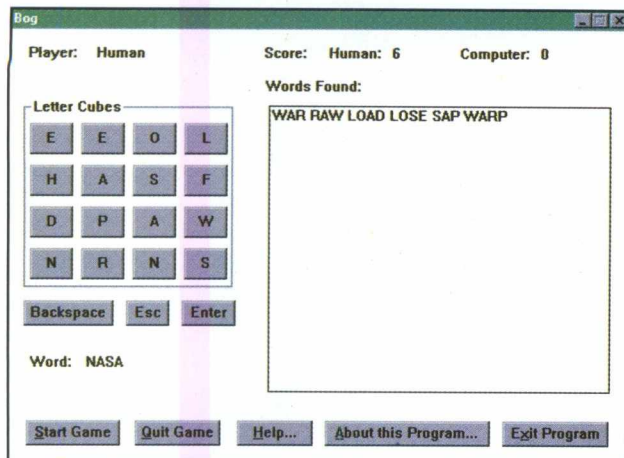 Bog
Player: Human Score: Human: 6 Computer: 0
Words Found:
Letter Cubes
WAR RAW LOAD LOSE SAP WARP
E E O L
H A S F
D P A W
N R N S
Backspace Esc Enter
Word: NASA
Start Game Quit Game Help... About this Program... Exit Program